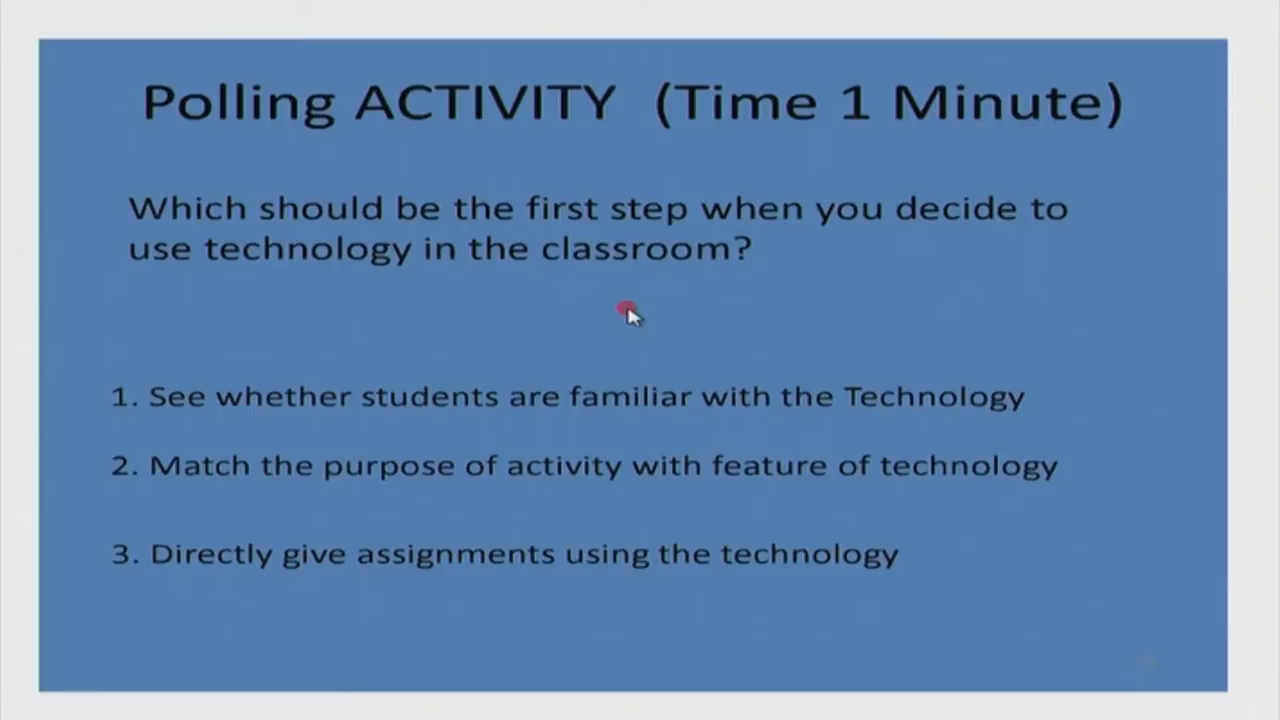 Polling ACTIVITY (Time 1 Minute)
Which should be the first step when you decide to
use technology in the classroom?
1. See whether students are familiar with the Technology
2. Match the purpose of activity with feature of technology
3. Directly give assignments using the technology